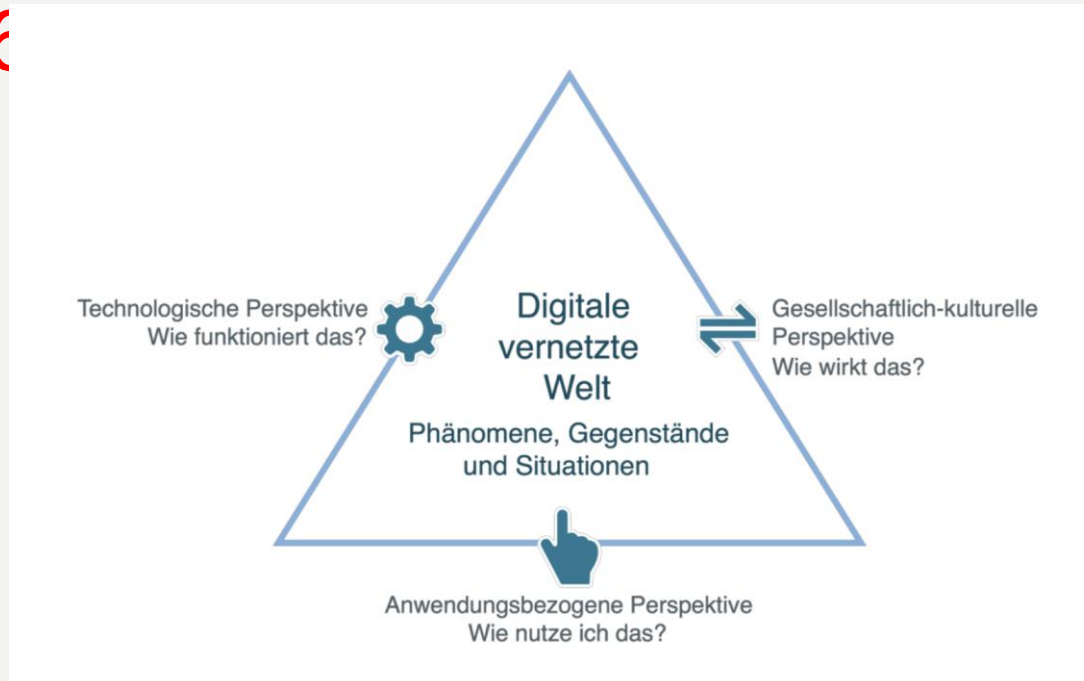 Technologische Perspektive
Wie funktioniert das?
Digitale
vernetzte
Welt
Phänomene, Gegenstände
und Situationen
Gesellschaftlich-kulturelle
Perspektive
Wie wirkt das?
Anwendungsbezogene Perspektive
Wie nutze ich das?